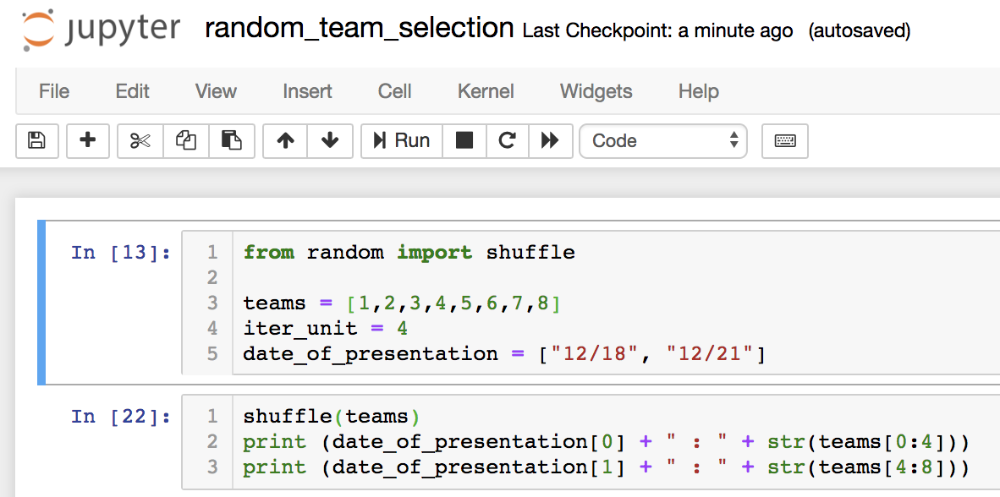 jupyter random_team_selection Last Checkpoint: a minute ago (autosaved)
File Edit View Insert Cell Kernel Widgets Help
Run Code
In [13]:
1 from random import shuffle
2
3 teams = [1,2,3,4,5,6,7,8]
4 iter_unit = 4
5 date_of_presentation = ["12/18", "12/21"]
In [22]:
1 shuffle(teams)
2 print (date_of_presentation[0] + " : " + str(teams[0:4]))
3 print (date_of_presentation[1] + " : " + str(teams[4:8]))